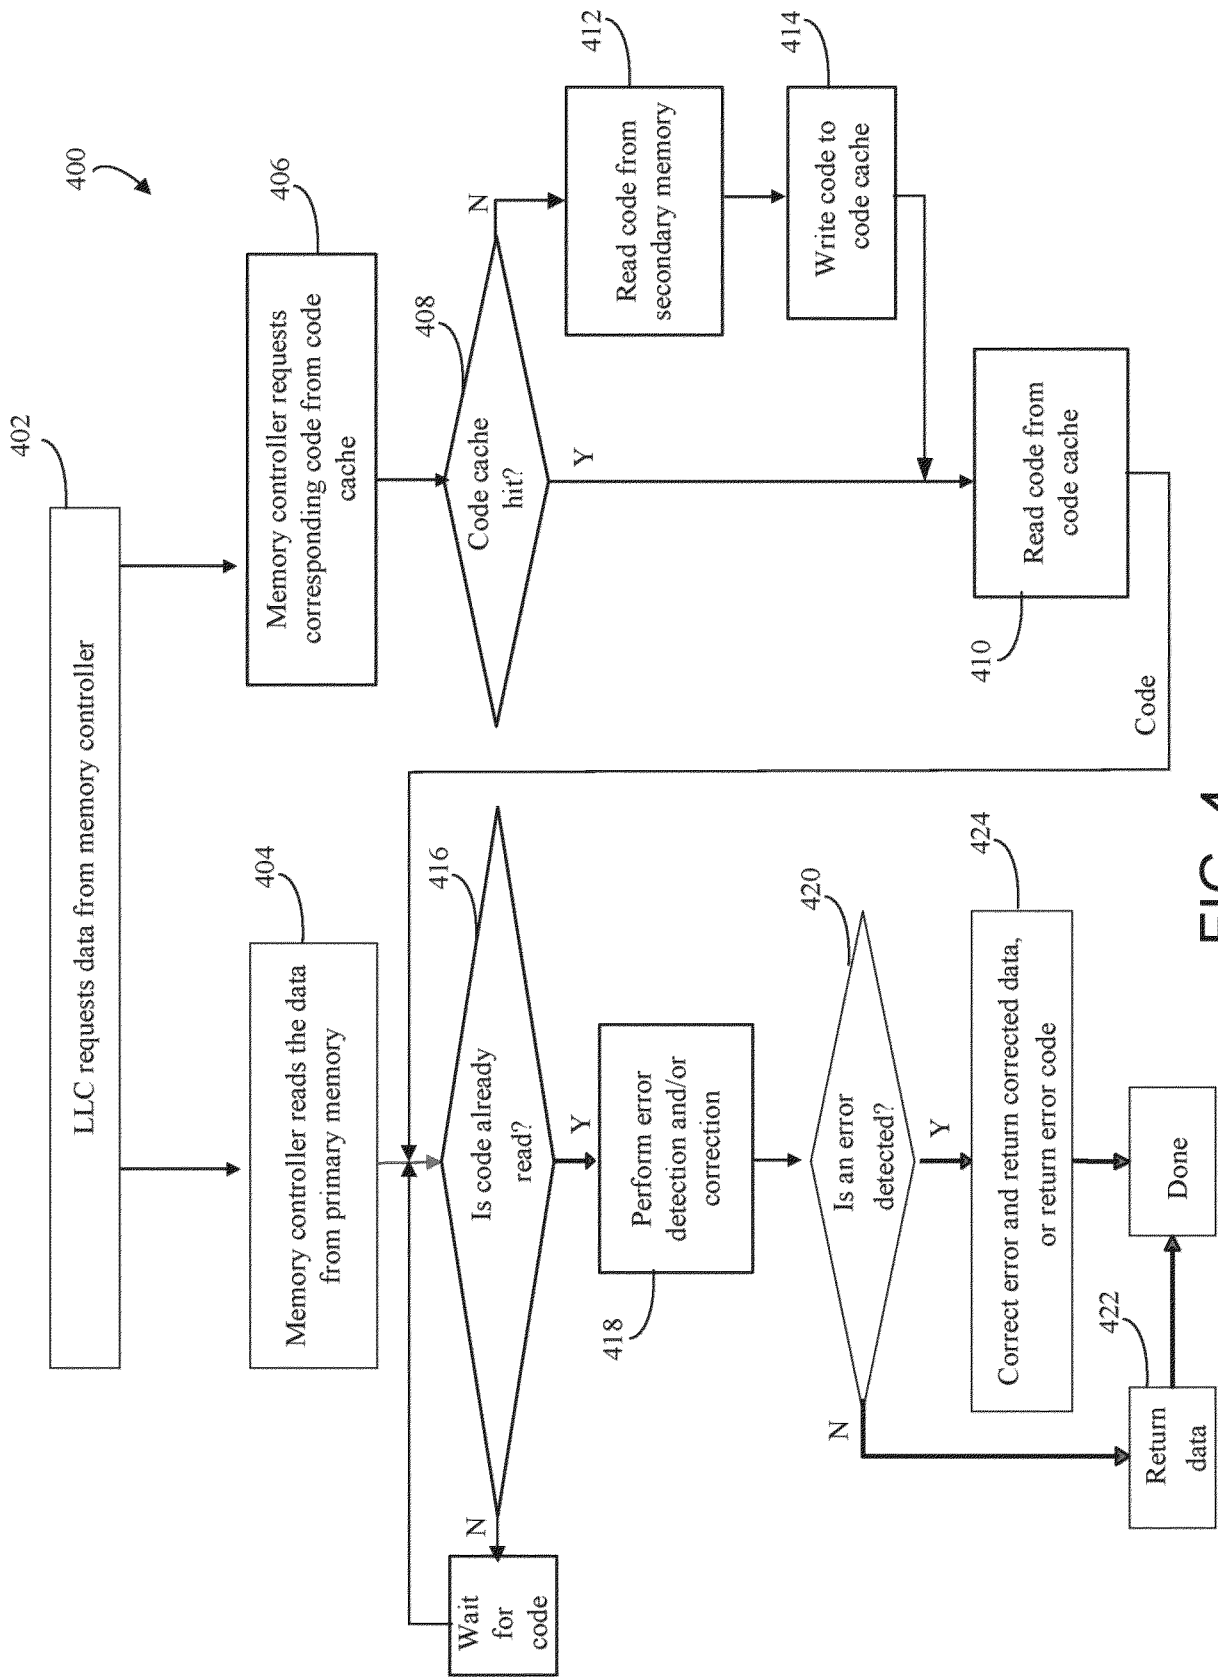 400
402
LLC requests data from memory controller
404
Memory controller reads the data
from primary memory
406
Memory controller requests
corresponding code from code
cache
408
Code cache
hit?
N
Y
412
Read code from
secondary memory
414
Write code to
code cache
410
Read code from
code cache
Code
416
Is code already
read?
N
Wait
for
code
Y
418
Perform error
detection and/or
correction
420
Is an error
detected?
N
Y
424
Correct error and return corrected data,
or return error code
422
Return
data
Done
FIG. 4